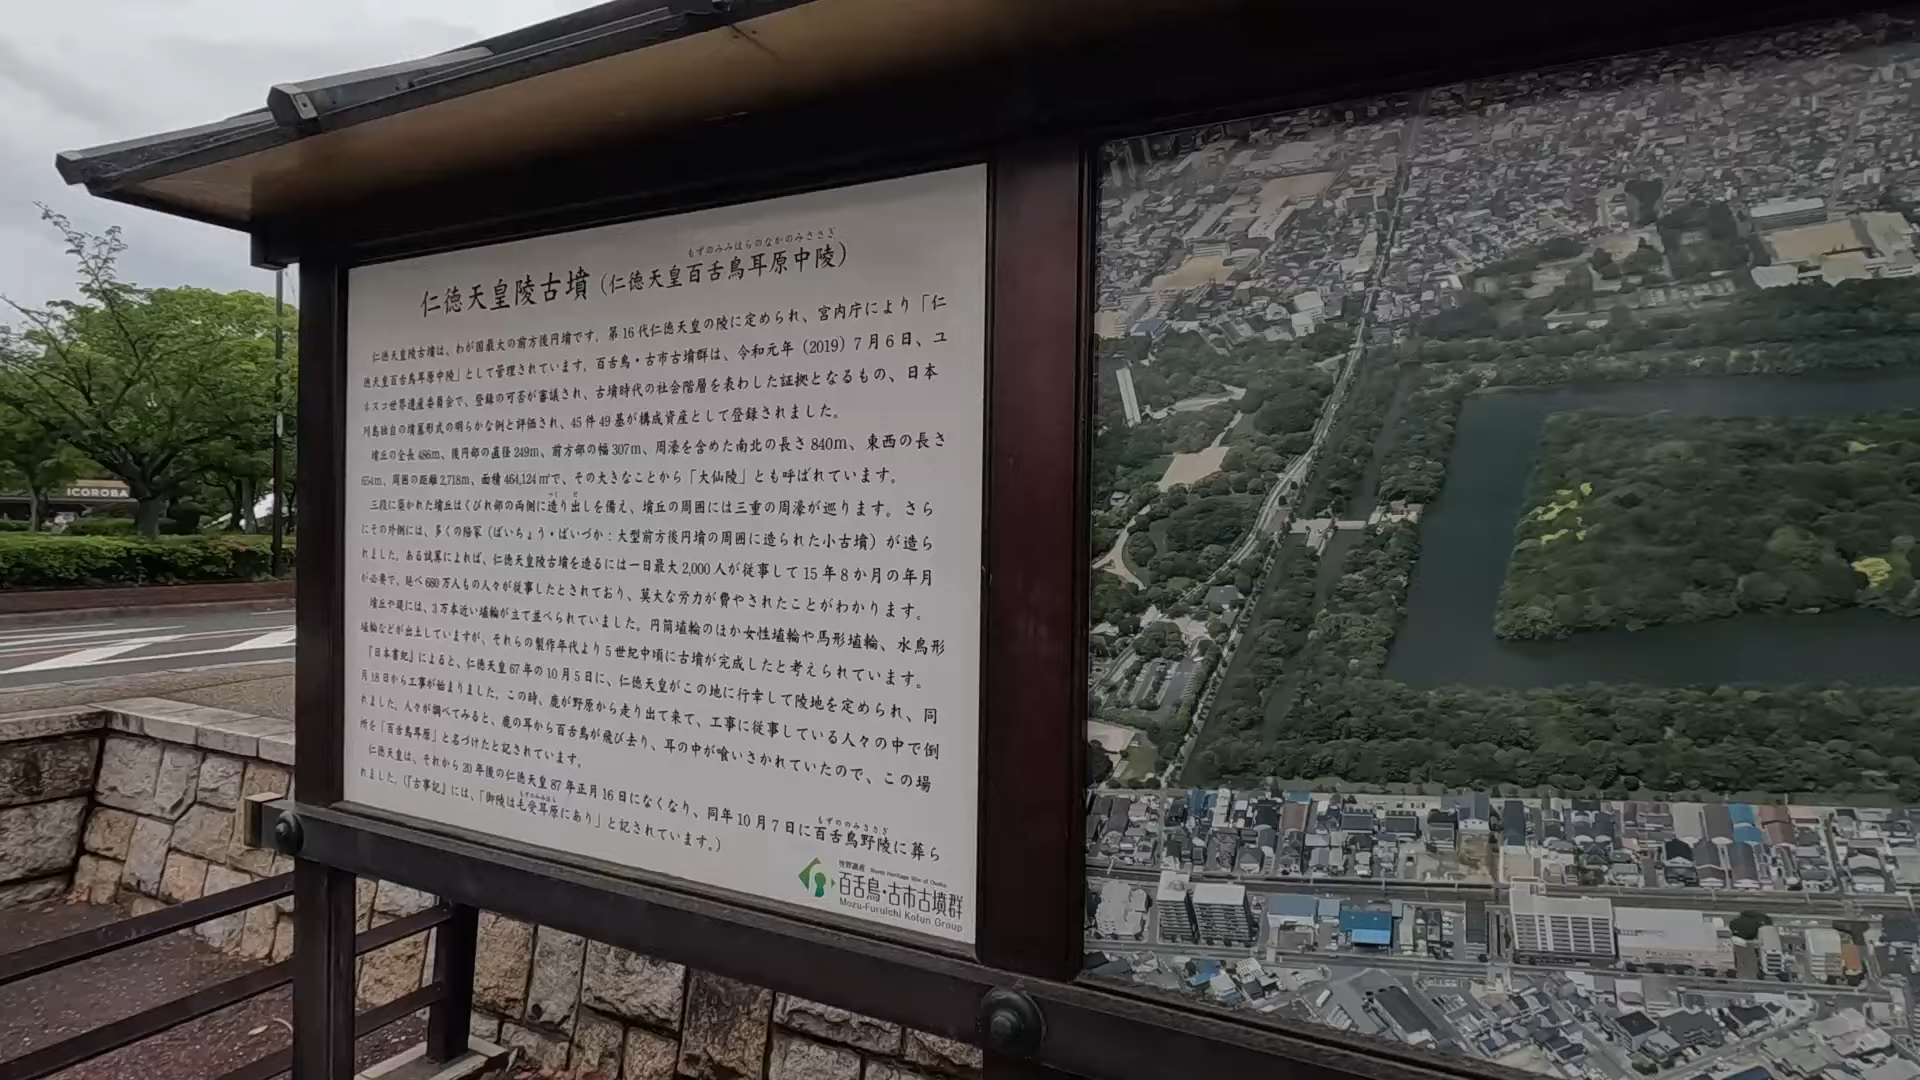 もずのみみはらのなかのみささぎ
仁徳天皇陵古墳（仁徳天皇百舌鳥耳原中陵）
仁徳天皇陵古墳は、わが国最大の前方後円墳です。第16代仁徳天皇の陵に定められ、宮内庁により「仁
徳天皇百舌鳥耳原中陵」として管理されています。百舌鳥・古市古墳群は、令和元年（2019）7月6日、ユ
ネスコ世界遺産委員会で、登録の可否が審議され、古墳時代の社会階層を表わした証拠となるもの、日本
列島独自の墳墓形式の明らかな例と評価され、45件49基が構成資産として登録されました。
墳丘の全長486m、後円部の直径249m、前方部の幅307m、周濠を含めた南北の長さ840m、東西の長さ
654m、周囲の距離2,718m、面積464,124㎡で、その大きなことから「大仙陵」とも呼ばれています。
つく だ
三段に築かれた墳丘はくびれ部の両側に造り出しを備え、墳丘の周囲には三重の周濠が巡ります。さら
にその外側には、多くの陪冢（ばいちょう・ばいづか：大型前方後円墳の周囲に造られた小古墳）が造ら
れました。ある試算によれば、仁徳天皇陵古墳を造るには一日最大2,000人が従事して15年8か月の年月
が必要で、延べ680万人もの人々が従事したとされており、莫大な労力が費やされたことがわかります。
墳丘や堤には、3万本近い埴輪が立て並べられていました。円筒埴輪のほか女性埴輪や馬形埴輪、水鳥形
埴輪などが出土していますが、それらの製作年代より5世紀中頃に古墳が完成したと考えられています。
『日本書紀』によると、仁徳天皇67年の10月5日に、仁徳天皇がこの地に行幸して陵地を定められ、同
月18日から工事が始まりました。この時、鹿が野原から走り出て来て、工事に従事している人々の中で倒
れました。人々が調べてみると、鹿の耳から百舌鳥が飛び去り、耳の中が喰いさかれていたので、この場
所を「百舌鳥耳原」と名づけたと記されています。
もずののみささぎ
仁徳天皇は、それから20年後の仁徳天皇87年正月16日になくなり、同年10月7日に百舌鳥野陵に葬ら
もずのみみはら
れました。（『古事記』には、「御陵は毛受耳原にあり」と記されています。）
世界遺産 World Heritage Site of Osaka
百舌鳥・古市古墳群
Mozu-Furuichi Kofun Group
ICOROBA